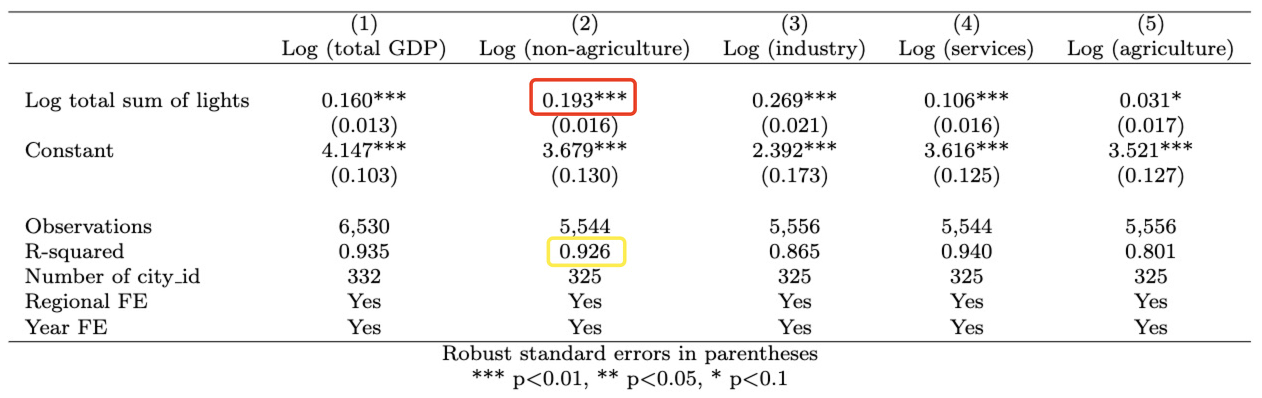 (1) (2) (3) (4) (5)
Log (total GDP) Log (non-agriculture) Log (industry) Log (services) Log (agriculture)
Log total sum of lights 0.160*** 0.193*** 0.269*** 0.106*** 0.031*
(0.013) (0.016) (0.021) (0.016) (0.017)
Constant 4.147*** 3.679*** 2.392*** 3.616*** 3.521***
(0.103) (0.130) (0.173) (0.125) (0.127)
Observations 6,530 5,544 5,556 5,544 5,556
R-squared 0.935 0.926 0.865 0.940 0.801
Number of city_id 332 325 325 325 325
Regional FE Yes Yes Yes Yes Yes
Year FE Yes Yes Yes Yes Yes
Robust standard errors in parentheses
*** p<0.01, ** p<0.05, * p<0.1